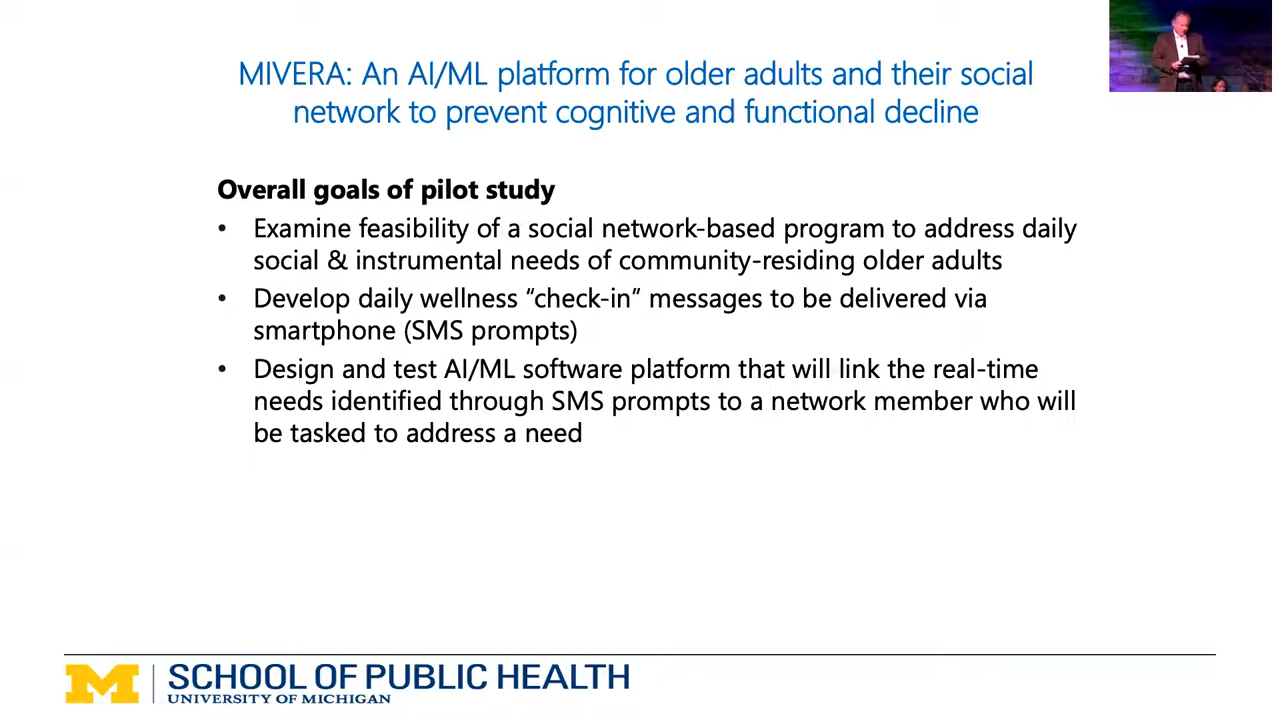 MIVERA: An AI/ML platform for older adults and their social
network to prevent cognitive and functional decline
Overall goals of pilot study
• Examine feasibility of a social network-based program to address daily
social & instrumental needs of community-residing older adults
• Develop daily wellness “check-in” messages to be delivered via
smartphone (SMS prompts)
• Design and test AI/ML software platform that will link the real-time
needs identified through SMS prompts to a network member who will
be tasked to address a need
M SCHOOL OF PUBLIC HEALTH
UNIVERSITY OF MICHIGAN